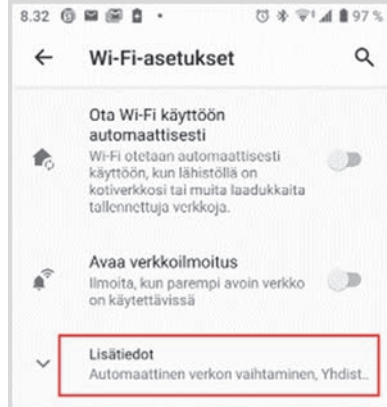 8.32 97 %
Wi-Fi-asetukset
Ota Wi-Fi käyttöön
automaattisesti
Wi-Fi otetaan automaattisesti
käyttöön, kun lähistöllä on
kotiverkkosi tai muita laadukkaita
tallennettuja verkkoja.
Avaa verkkoilmoitus
Ilmoita, kun parempi avoin verkko
on käytettävissä
Lisätiedot
Automaattinen verkon vaihtaminen, Yhdist..